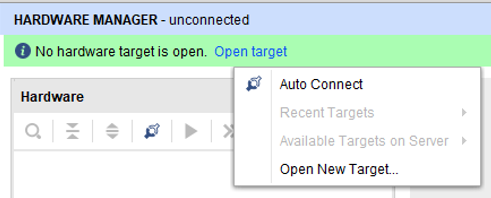 HARDWARE MANAGER - unconnected
No hardware target is open. Open target
Hardware
Auto Connect
Recent Targets
Available Targets on Server
Open New Target...